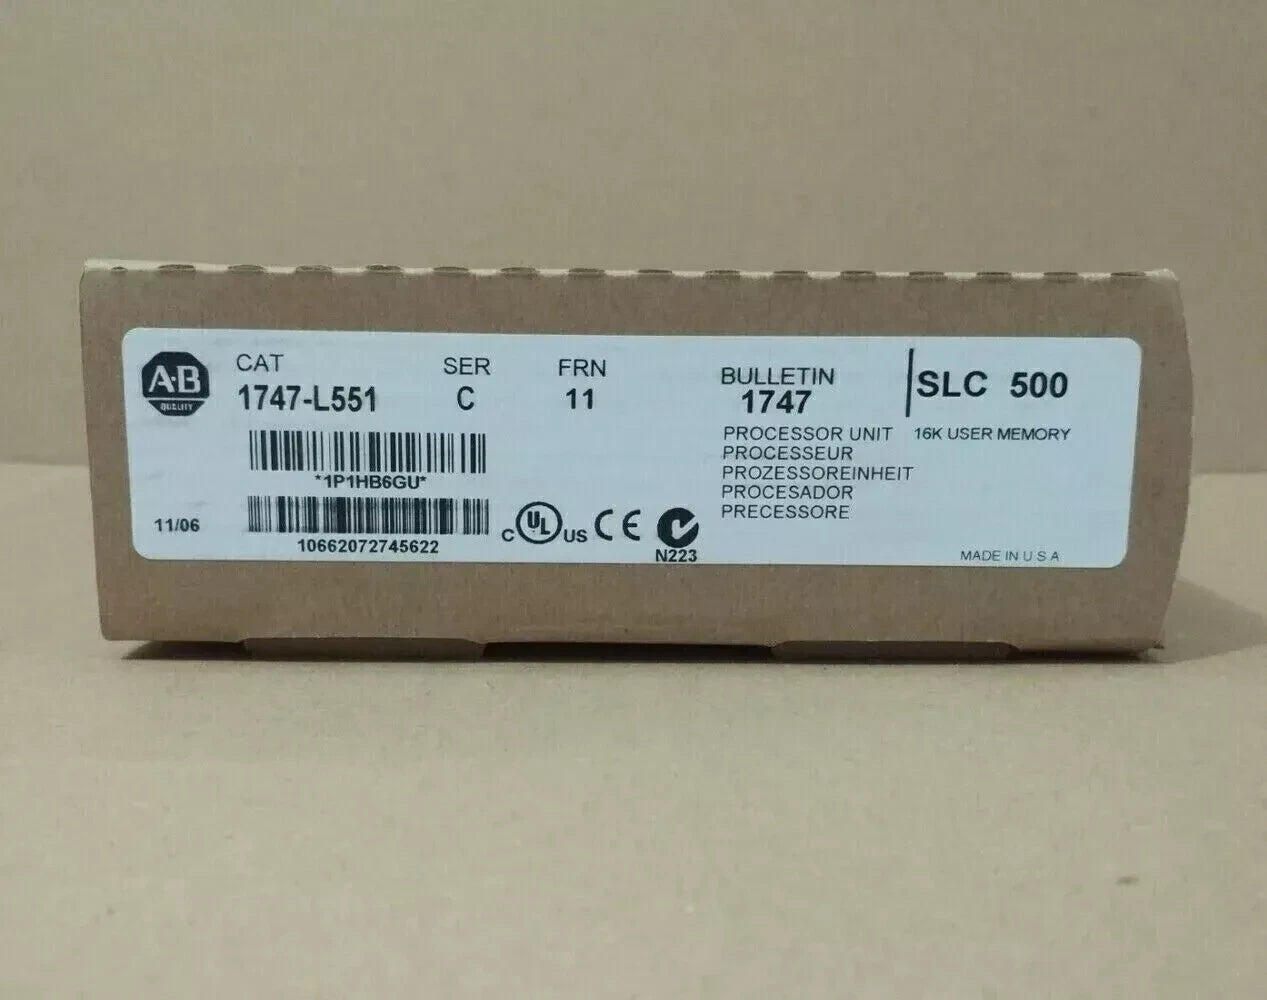 A·B
QUALITY
CAT SER FRN
1747-L551 C 11
BULLETIN
1747
SLC 500
PROCESSOR UNIT 16K USER MEMORY
PROCESSEUR
PROZESSOREINHEIT
PROCESADOR
PRECESSORE
*1P1HB6GU*
11/06
10662072745622
C UL US CE
N223
MADE IN U S A